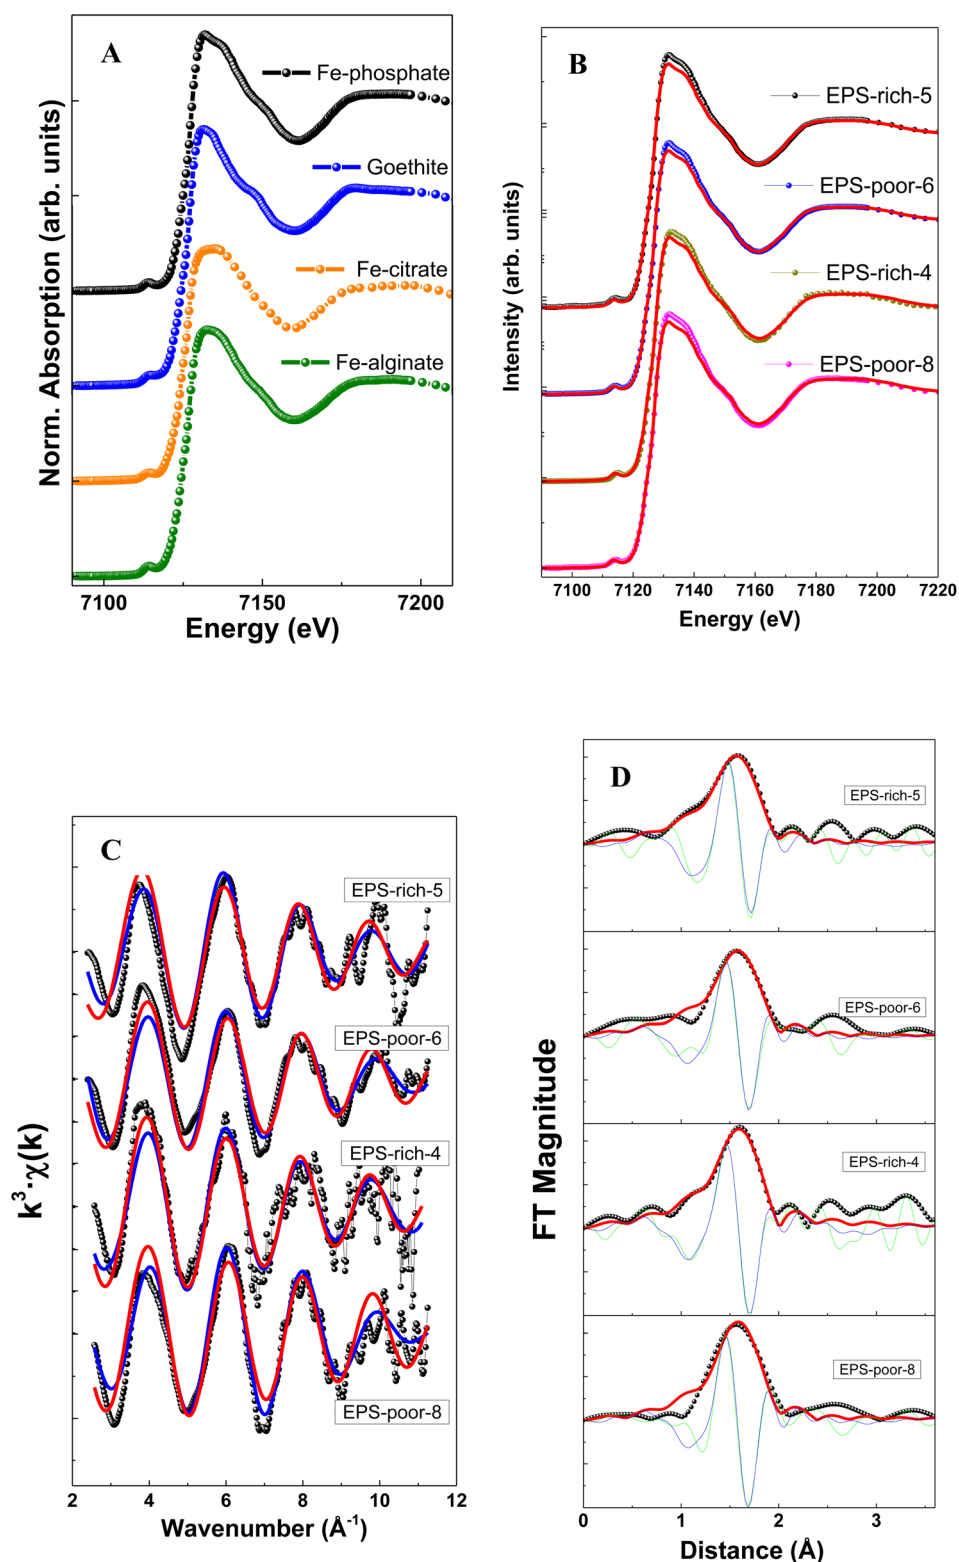 A
Fe-phosphate
Goethite
Fe-citrate
Fe-alginate
Norm. Absorption (arb. units)
7100 7150 7200
Energy (eV)
B
EPS-rich-5
EPS-poor-6
EPS-rich-4
EPS-poor-8
Intensity (arb. units)
7100 7120 7140 7160 7180 7200 7220
Energy (eV)
C
EPS-rich-5
EPS-poor-6
EPS-rich-4
EPS-poor-8
k³·χ(k)
2 4 6 8 10 12
Wavenumber (Å⁻¹)
D
EPS-rich-5
EPS-poor-6
EPS-rich-4
EPS-poor-8
FT Magnitude
0 1 2 3
Distance (Å)